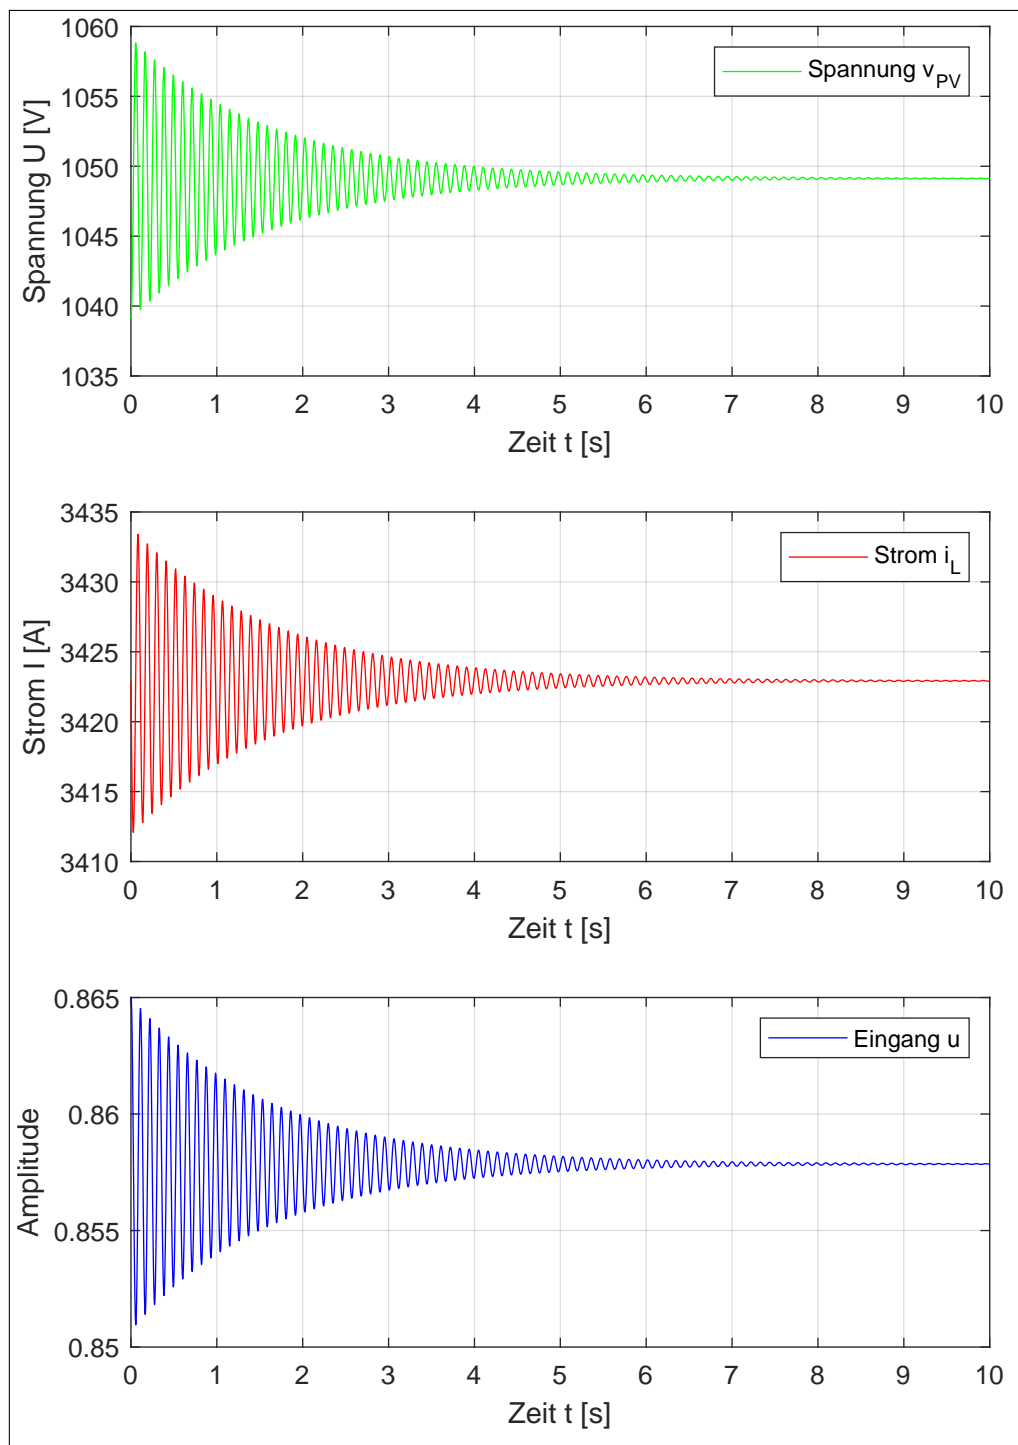 1060
1055
1050
1045
1040
1035
Spannung U [V]
Spannung v_PV
0 1 2 3 4 5 6 7 8 9 10
Zeit t [s]
3435
3430
3425
3420
3415
3410
Strom I [A]
Strom i_L
0 1 2 3 4 5 6 7 8 9 10
Zeit t [s]
0.865
0.86
0.855
0.85
Amplitude
Eingang u
0 1 2 3 4 5 6 7 8 9 10
Zeit t [s]